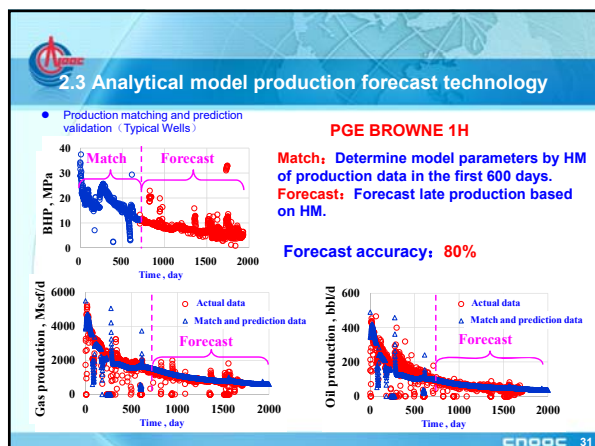 2.3 Analytical model production forecast technology
● Production matching and prediction
validation（Typical Wells）
PGE BROWNE 1H
Match：Determine model parameters by HM
of production data in the first 600 days.
Forecast：Forecast late production based
on HM.
Forecast accuracy：80%
BHP, MPa
40
30
20
10
0
0 500 1000 1500 2000
Time , day
Match
Forecast
Gas production , Mscf/d
6000
4000
2000
0
0 500 1000 1500 2000
Time , day
Actual data
Match and prediction data
Forecast
Oil production , bbl/d
600
400
200
0
0 500 1000 1500 2000
Time , day
Actual data
Match and prediction data
Forecast
31